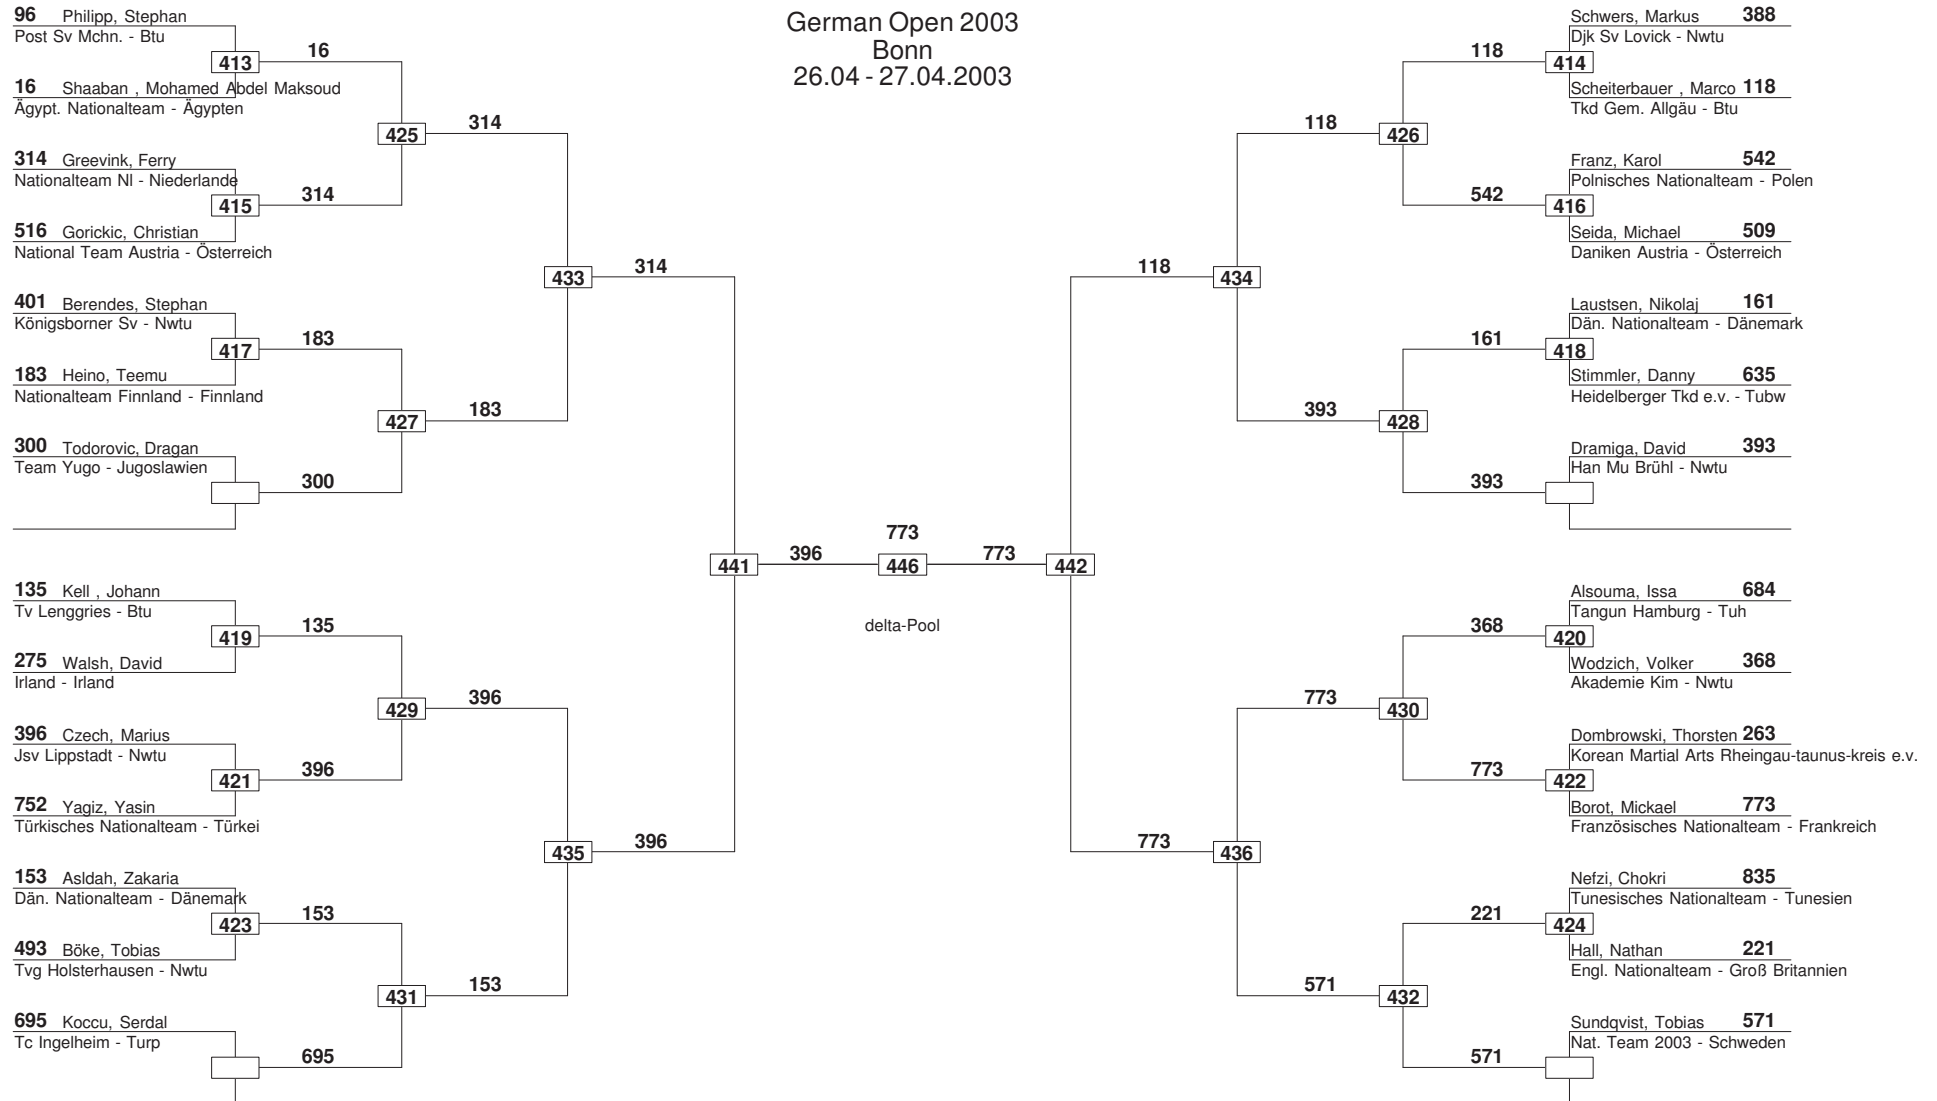 German Open 2003
Bonn
26.04 - 27.04.2003
96 Philipp, Stephan
Post Sv Mchn. - Btu
413
16
16 Shaaban , Mohamed Abdel Maksoud
Ägypt. Nationalteam - Ägypten
425
314
314 Greevink, Ferry
Nationalteam Nl - Niederlande
415
314
516 Gorickic, Christian
National Team Austria - Österreich
433
314
401 Berendes, Stephan
Königsborner Sv - Nwtu
417
183
183 Heino, Teemu
Nationalteam Finnland - Finnland
427
183
300 Todorovic, Dragan
Team Yugo - Jugoslawien
300
441
396
773
446
773
442
delta-Pool
135 Kell , Johann
Tv Lenggries - Btu
419
135
275 Walsh, David
Irland - Irland
429
396
396 Czech, Marius
Jsv Lippstadt - Nwtu
421
396
752 Yagiz, Yasin
Türkisches Nationalteam - Türkei
435
396
153 Asldah, Zakaria
Dän. Nationalteam - Dänemark
423
153
493 Böke, Tobias
Tvg Holsterhausen - Nwtu
431
153
695 Koccu, Serdal
Tc Ingelheim - Turp
695
Schwers, Markus 388
Djk Sv Lovick - Nwtu
118
414
Scheiterbauer , Marco 118
Tkd Gem. Allgäu - Btu
118
426
Franz, Karol 542
Polnisches Nationalteam - Polen
542
416
Seida, Michael 509
Daniken Austria - Österreich
118
434
Laustsen, Nikolaj 161
Dän. Nationalteam - Dänemark
161
418
Stimmler, Danny 635
Heidelberger Tkd e.v. - Tubw
393
428
Dramiga, David 393
Han Mu Brühl - Nwtu
393
Alsouma, Issa 684
Tangun Hamburg - Tuh
368
420
Wodzich, Volker 368
Akademie Kim - Nwtu
773
430
Dombrowski, Thorsten 263
Korean Martial Arts Rheingau-taunus-kreis e.v.
773
422
Borot, Mickael 773
Französisches Nationalteam - Frankreich
773
436
Nefzi, Chokri 835
Tunesisches Nationalteam - Tunesien
221
424
Hall, Nathan 221
Engl. Nationalteam - Groß Britannien
571
432
Sundqvist, Tobias 571
Nat. Team 2003 - Schweden
571